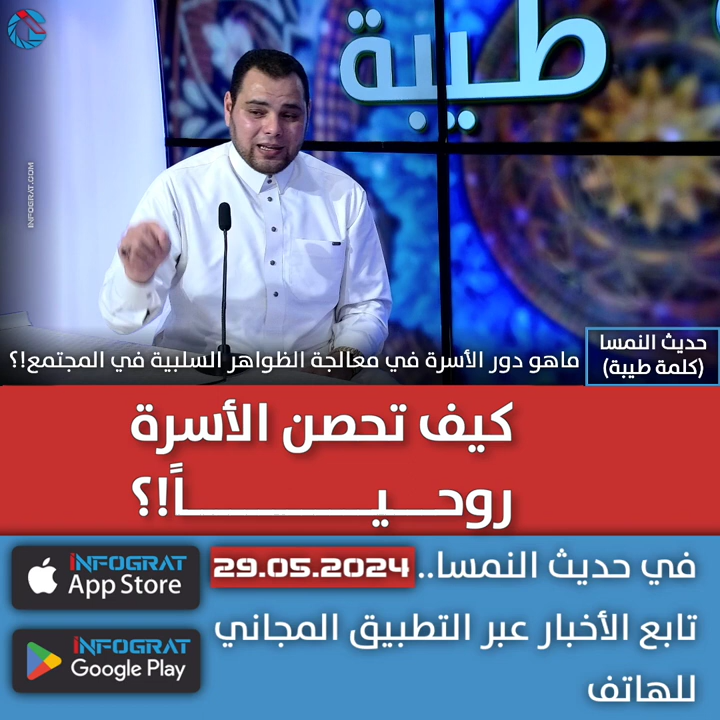 طيبة
INFOGRAT.COM
حديث النمسا
(كلمة طيبة)
ماهو دور الأسرة في معالجة الظواهر السلبية في المجتمع!؟
كيف تحصن الأسرة
روحـــيـــــــــــــاً!؟
في حديث النمسا.. 29.05.2024
تابع الأخبار عبر التطبيق المجاني
للهاتف
iNFOGRAT
App Store
iNFOGRAT
Google Play